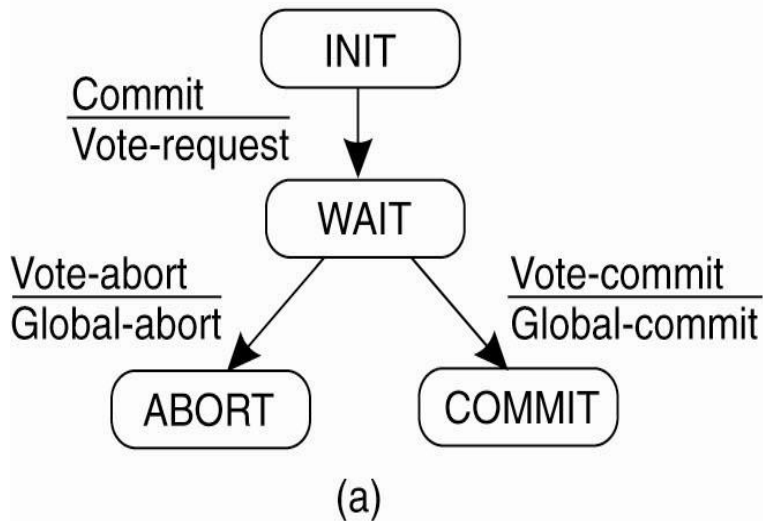 INIT
Commit
Vote-request
WAIT
Vote-abort
Global-abort
Vote-commit
Global-commit
ABORT
COMMIT
(a)